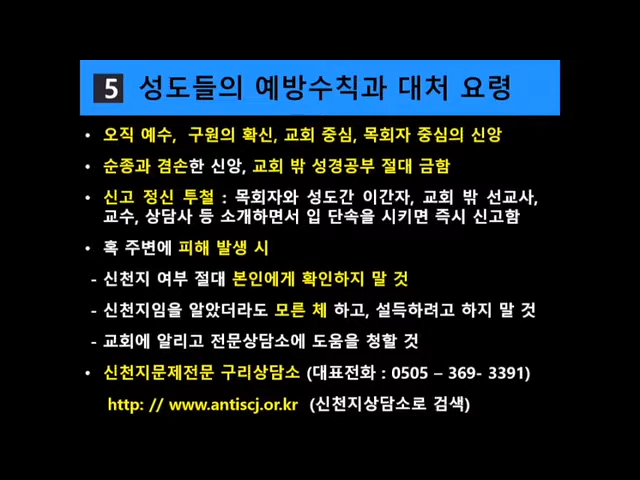 5 성도들의 예방수칙과 대처 요령
• 오직 예수, 구원의 확신, 교회 중심, 목회자 중심의 신앙
• 순종과 겸손한 신앙, 교회 밖 성경공부 절대 금함
• 신고 정신 투철 : 목회자와 성도간 이간자, 교회 밖 선교사,
교수, 상담사 등 소개하면서 입 단속을 시키면 즉시 신고함
• 혹 주변에 피해 발생 시
- 신천지 여부 절대 본인에게 확인하지 말 것
- 신천지임을 알았더라도 모른 체 하고, 설득하려고 하지 말 것
- 교회에 알리고 전문상담소에 도움을 청할 것
• 신천지문제전문 구리상담소 (대표전화 : 0505 – 369- 3391)
http: // www.antiscj.or.kr (신천지상담소로 검색)